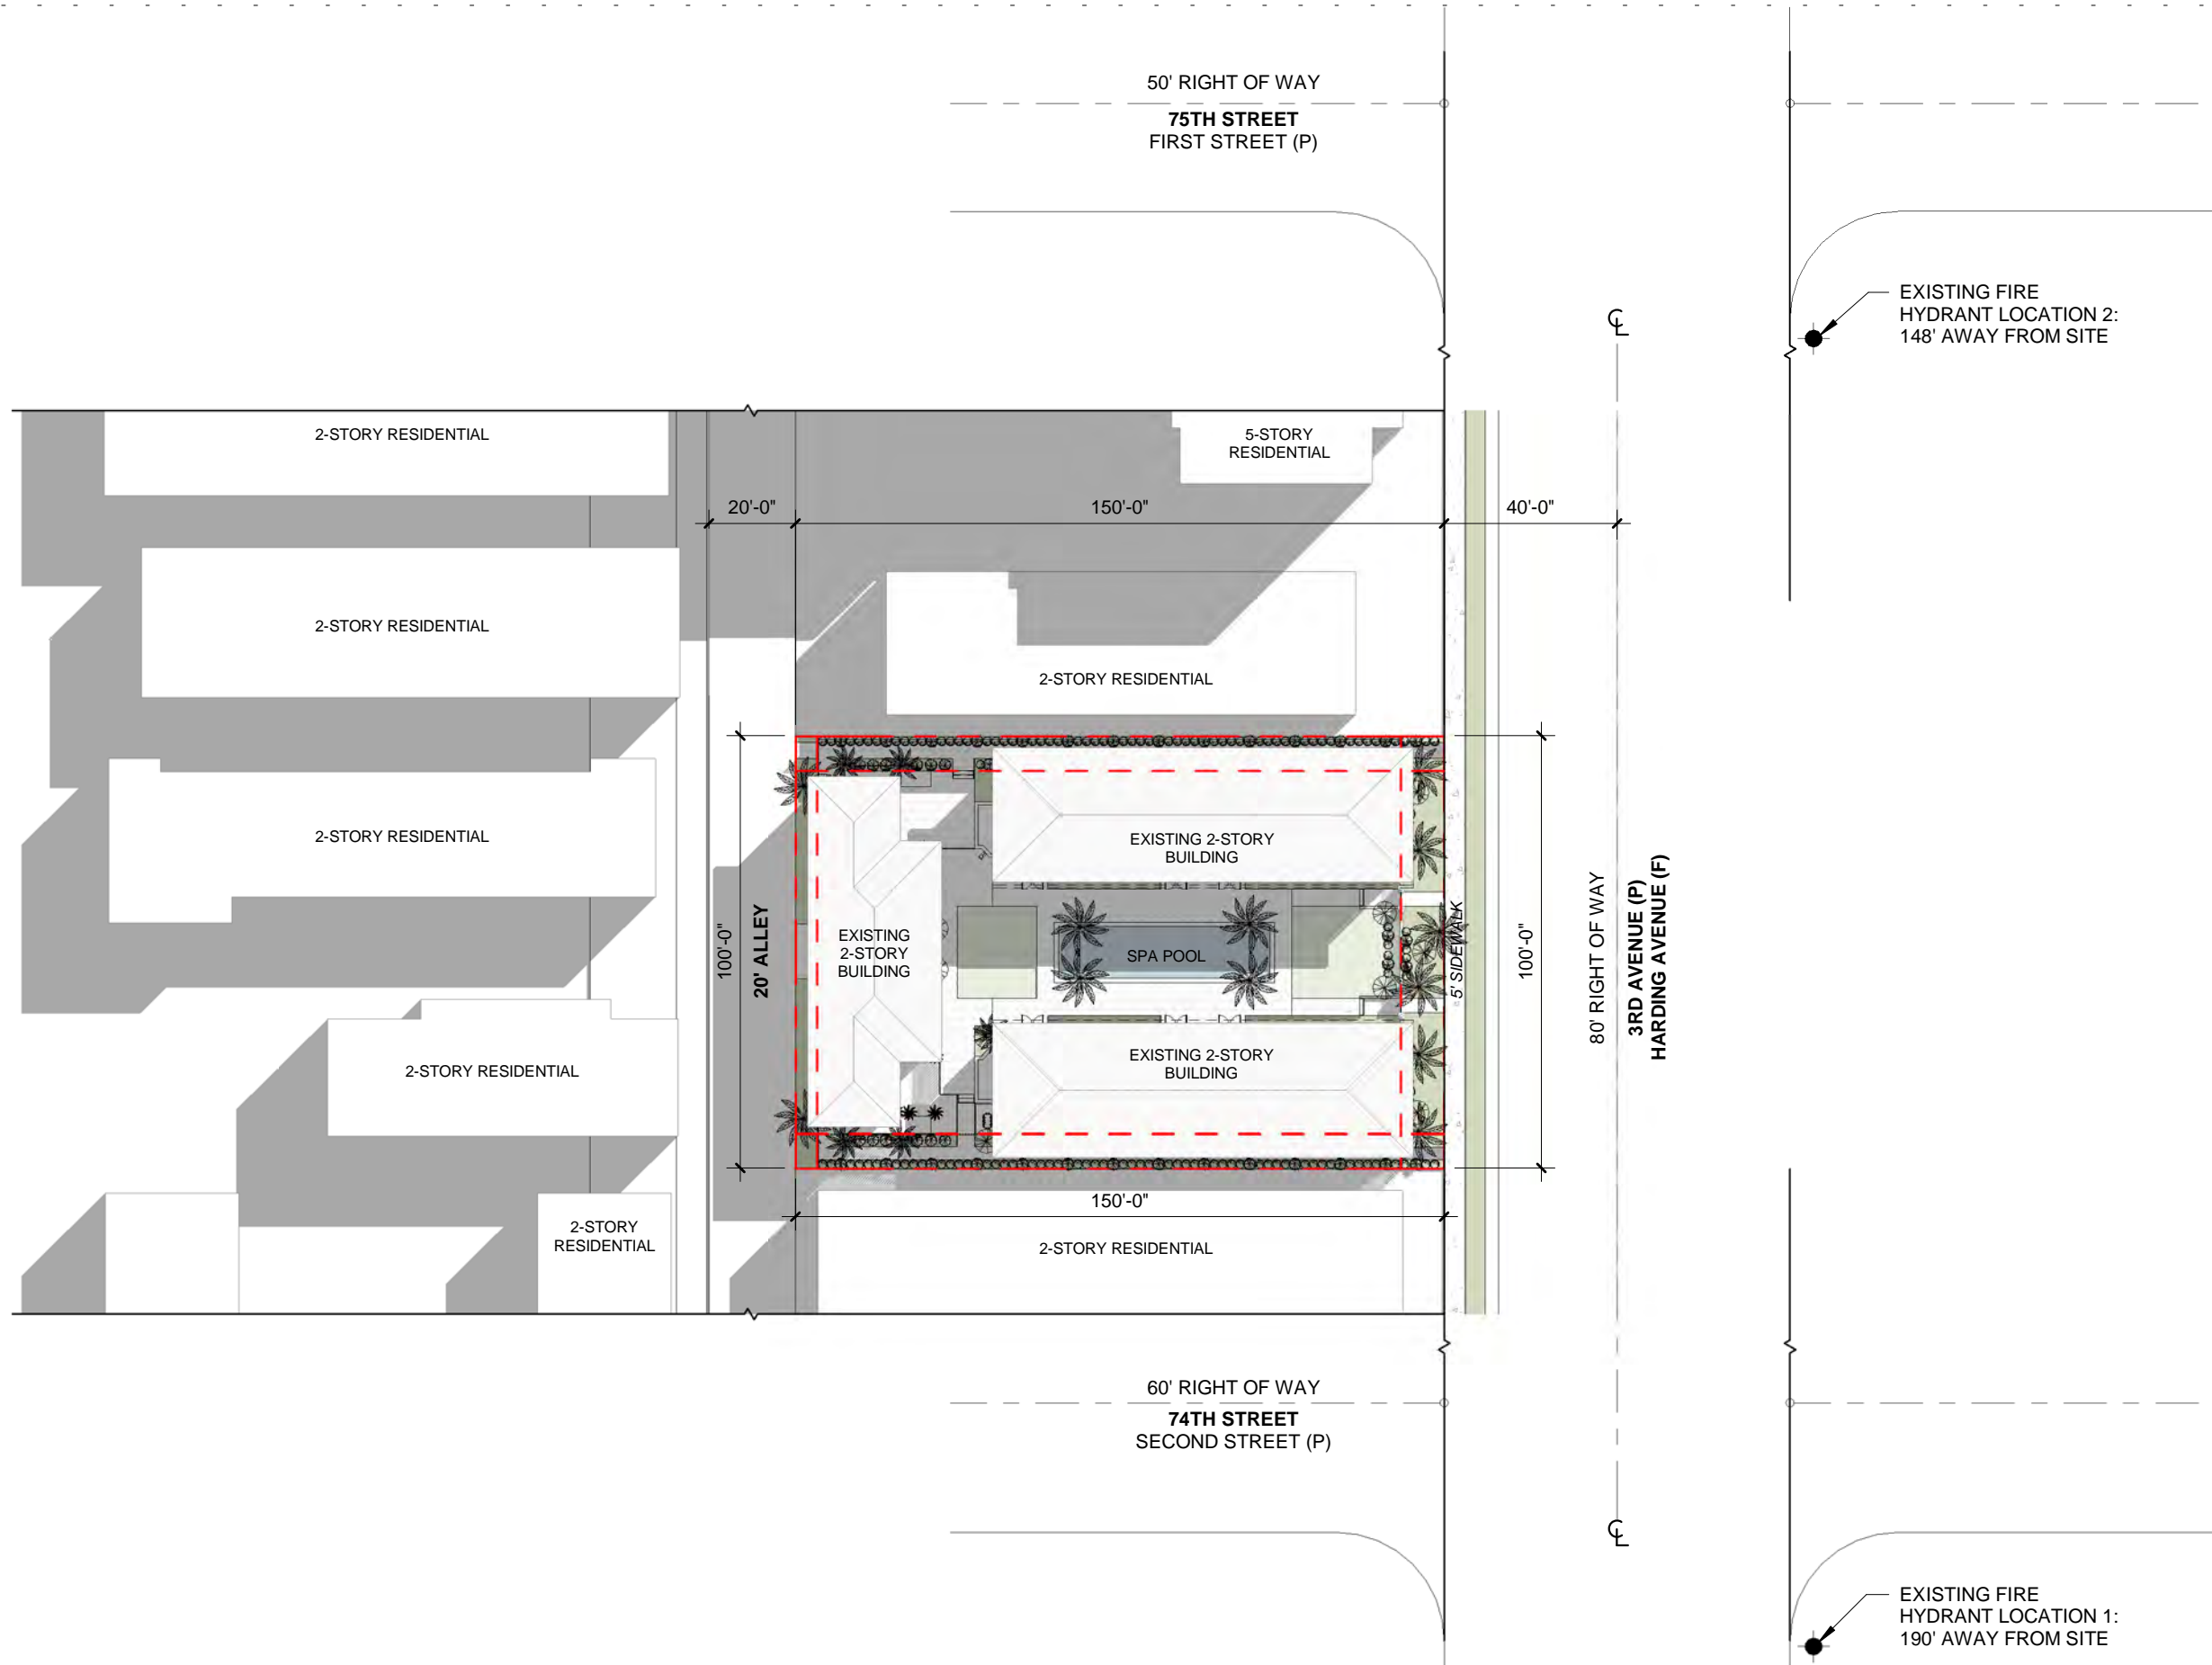 50' RIGHT OF WAY
75TH STREET
FIRST STREET (P)
EXISTING FIRE
HYDRANT LOCATION 2:
148' AWAY FROM SITE
℄
2-STORY RESIDENTIAL
5-STORY
RESIDENTIAL
20'-0"
150'-0"
40'-0"
2-STORY RESIDENTIAL
2-STORY RESIDENTIAL
2-STORY RESIDENTIAL
EXISTING 2-STORY
BUILDING
100'-0"
20' ALLEY
EXISTING
2-STORY
BUILDING
SPA POOL
5' SIDEWALK
100'-0"
80' RIGHT OF WAY
3RD AVENUE (P)
HARDING AVENUE (F)
2-STORY RESIDENTIAL
EXISTING 2-STORY
BUILDING
150'-0"
2-STORY
RESIDENTIAL
2-STORY RESIDENTIAL
60' RIGHT OF WAY
74TH STREET
SECOND STREET (P)
℄
EXISTING FIRE
HYDRANT LOCATION 1:
190' AWAY FROM SITE